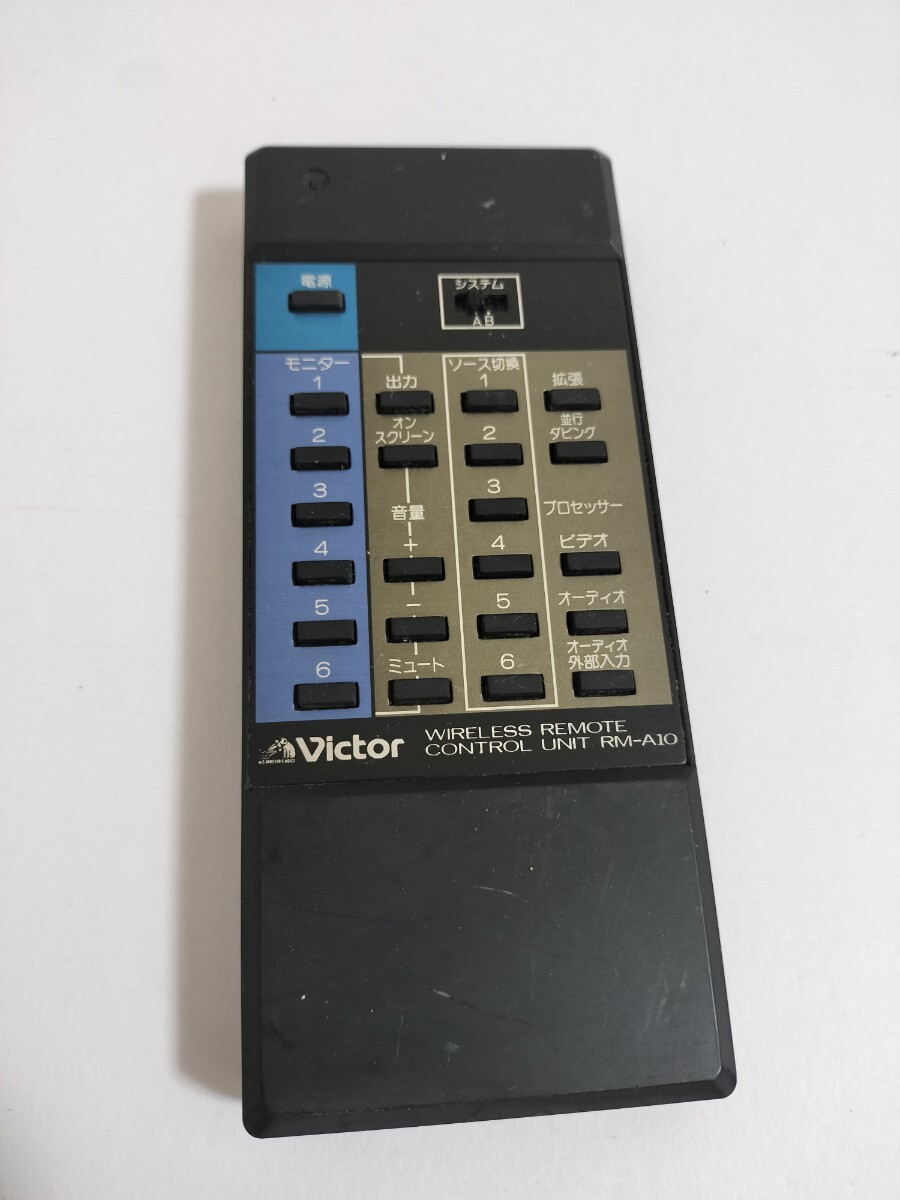 電源
システム
A B
モニター
1
2
3
4
5
6
出力
オン
スクリーン
音量
+
-
ミュート
ソース切換
1
2
3
4
5
6
拡張
並行
ダビング
プロセッサー
ビデオ
オーディオ
オーディオ
外部入力
Victor
WIRELESS REMOTE
CONTROL UNIT RM-A10